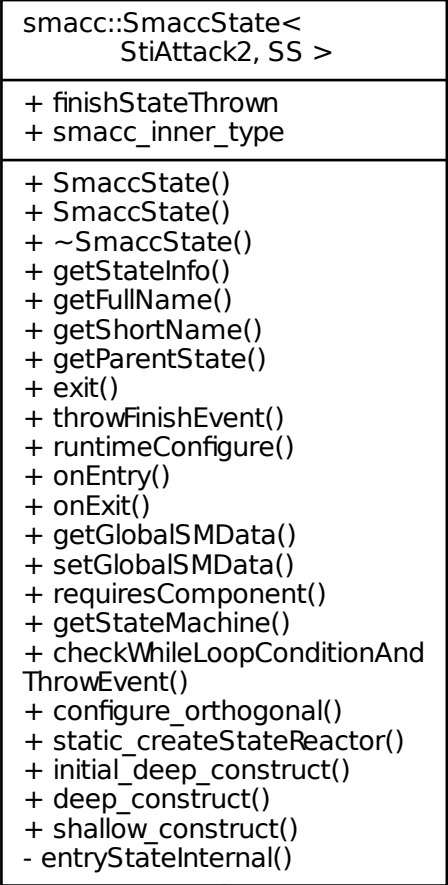 smacc::SmaccState<
StiAttack2, SS >
+ finishStateThrown
+ smacc_inner_type
+ SmaccState()
+ SmaccState()
+ ~SmaccState()
+ getStateInfo()
+ getFullName()
+ getShortName()
+ getParentState()
+ exit()
+ throwFinishEvent()
+ runtimeConfigure()
+ onEntry()
+ onExit()
+ getGlobalSMData()
+ setGlobalSMData()
+ requiresComponent()
+ getStateMachine()
+ checkWhileLoopConditionAnd
ThrowEvent()
+ configure_orthogonal()
+ static_createStateReactor()
+ initial_deep_construct()
+ deep_construct()
+ shallow_construct()
- entryStateInternal()